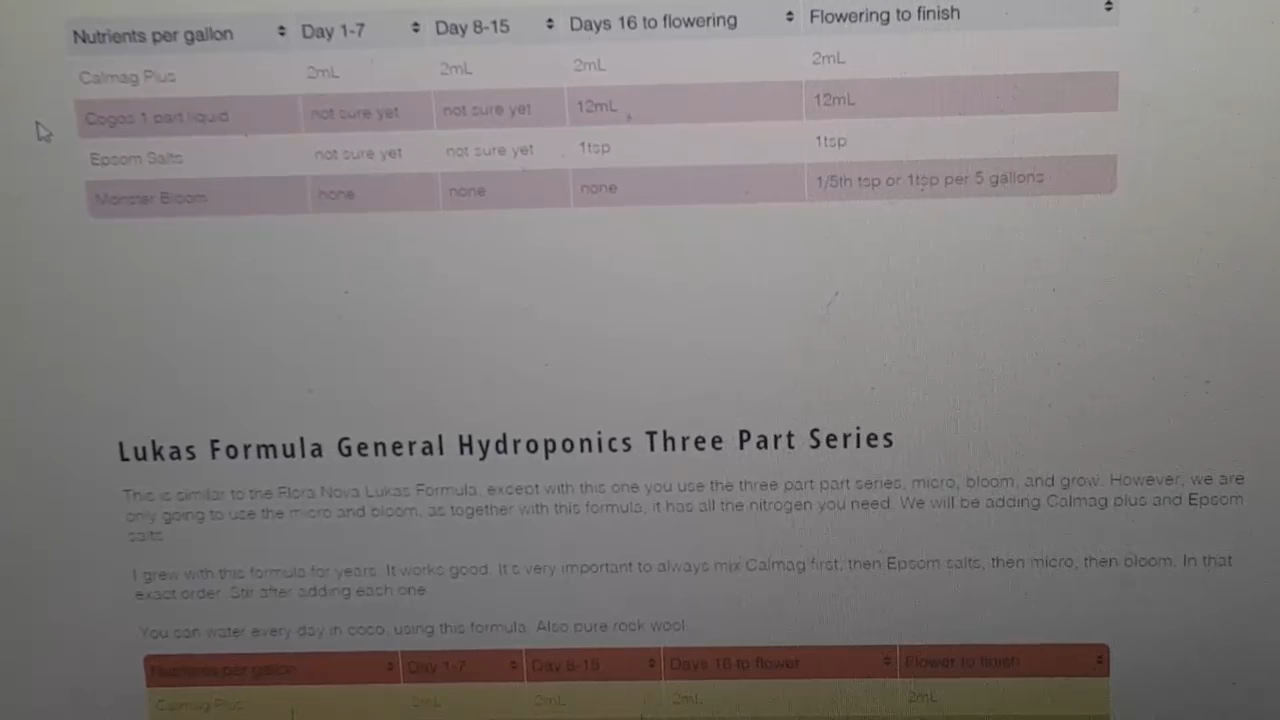 Nutrients per gallon Day 1-7 Day 8-15 Days 16 to flowering Flowering to finish
Calmag Plus 2mL 2mL 2mL 2mL
Cogos 1 part liquid not sure yet not sure yet 12mL 12mL
Epsom Salts not sure yet not sure yet 1tsp 1tsp
Monster Bloom none none none 1/5th tsp or 1tsp per 5 gallons
Lukas Formula General Hydroponics Three Part Series
This is similar to the Flora Nova Lukas Formula, except with this one you use the three part part series, micro, bloom, and grow. However, we are
only going to use the micro and bloom, as together with this formula, it has all the nitrogen you need. We will be adding Calmag plus and Epsom
salts
I grew with this formula for years. It works good. It's very important to always mix Calmag first, then Epsom salts, then micro, then bloom. In that
exact order. Stir after adding each one
You can water every day in coco, using this formula. Also pure rock wool.
Nutrients per gallon Day 1-7 Day 8-15 Days 16 to flower Flower to finish
Calmag Plus 2mL 2mL 2mL 2mL